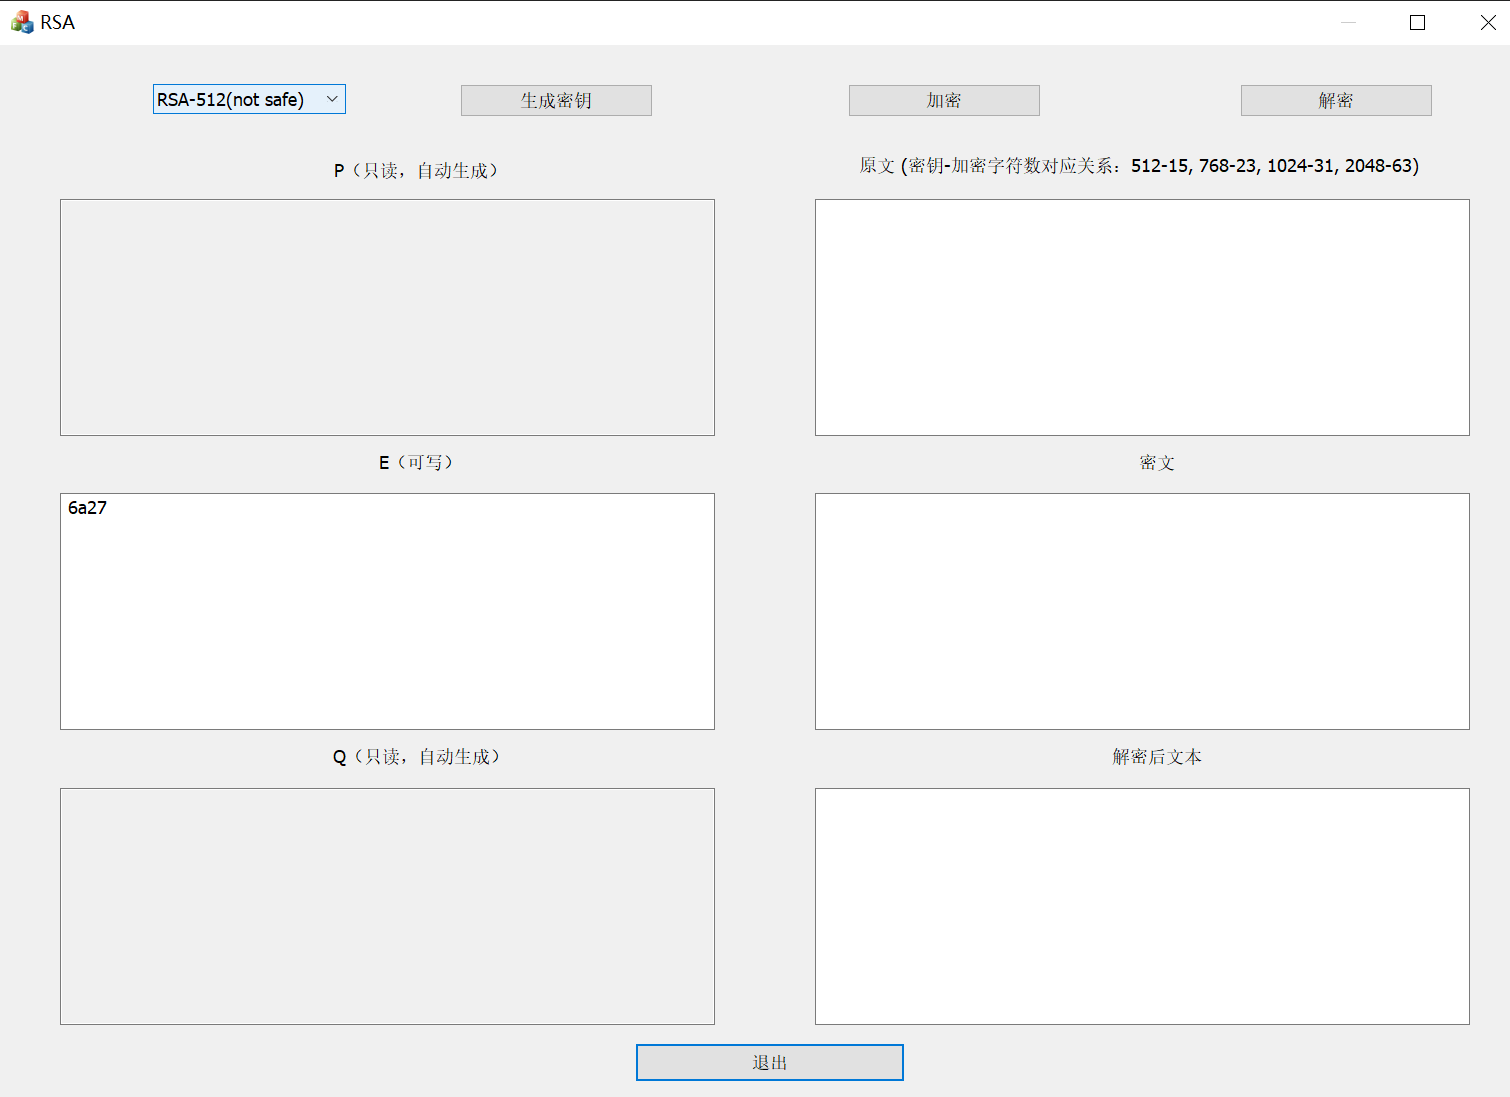 RSA
RSA-512(not safe)
生成密钥
加密
解密
P（只读，自动生成）
原文 (密钥-加密字符数对应关系：512-15, 768-23, 1024-31, 2048-63)
E（可写）
密文
6a27
Q（只读，自动生成）
解密后文本
退出